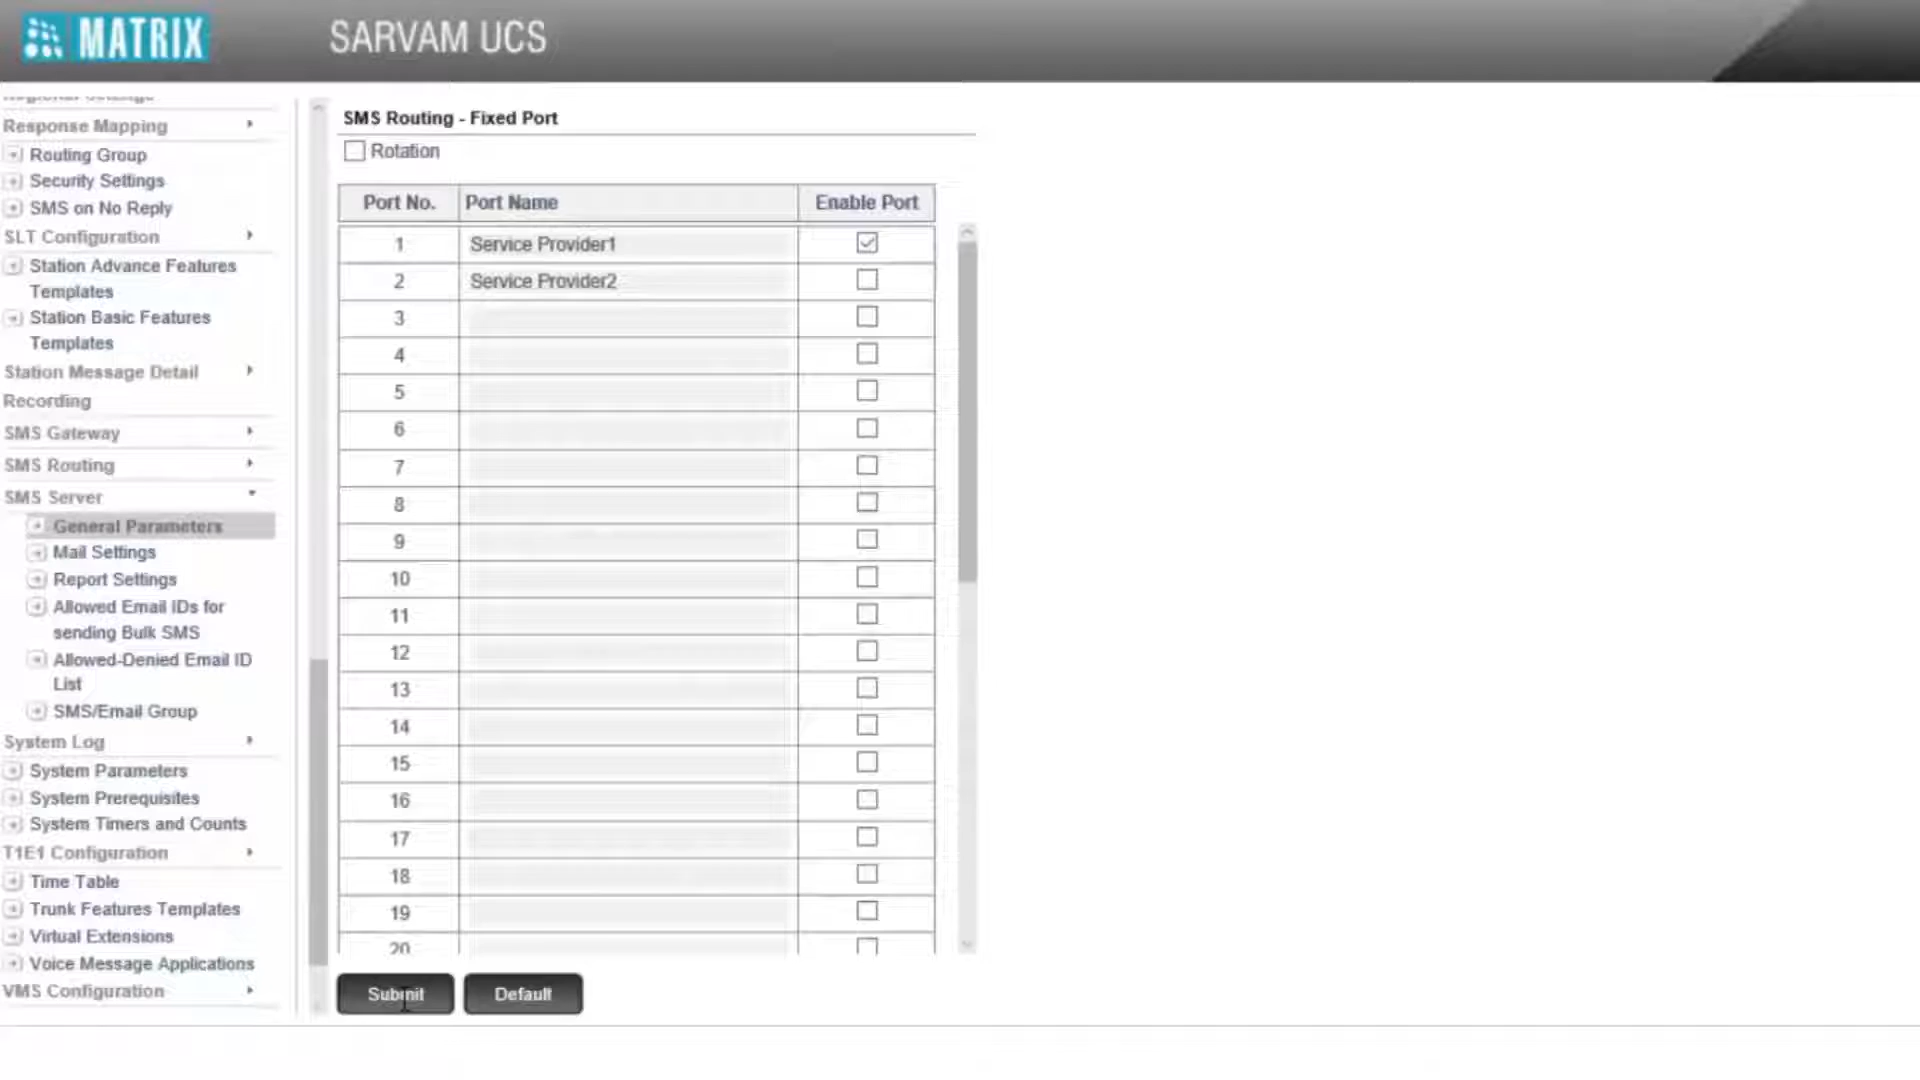 MATRIX
SARVAM UCS
Regional Settings
Response Mapping
Routing Group
Security Settings
SMS on No Reply
SLT Configuration
Station Advance Features
Templates
Station Basic Features
Templates
Station Message Detail
Recording
SMS Gateway
SMS Routing
SMS Server
General Parameters
Mail Settings
Report Settings
Allowed Email IDs for
sending Bulk SMS
Allowed-Denied Email ID
List
SMS/Email Group
System Log
System Parameters
System Prerequisites
System Timers and Counts
T1E1 Configuration
Time Table
Trunk Features Templates
Virtual Extensions
Voice Message Applications
VMS Configuration
SMS Routing - Fixed Port
Rotation
Port No. Port Name Enable Port
1 Service Provider1
2 Service Provider2
3
4
5
6
7
8
9
10
11
12
13
14
15
16
17
18
19
20
Submit Default